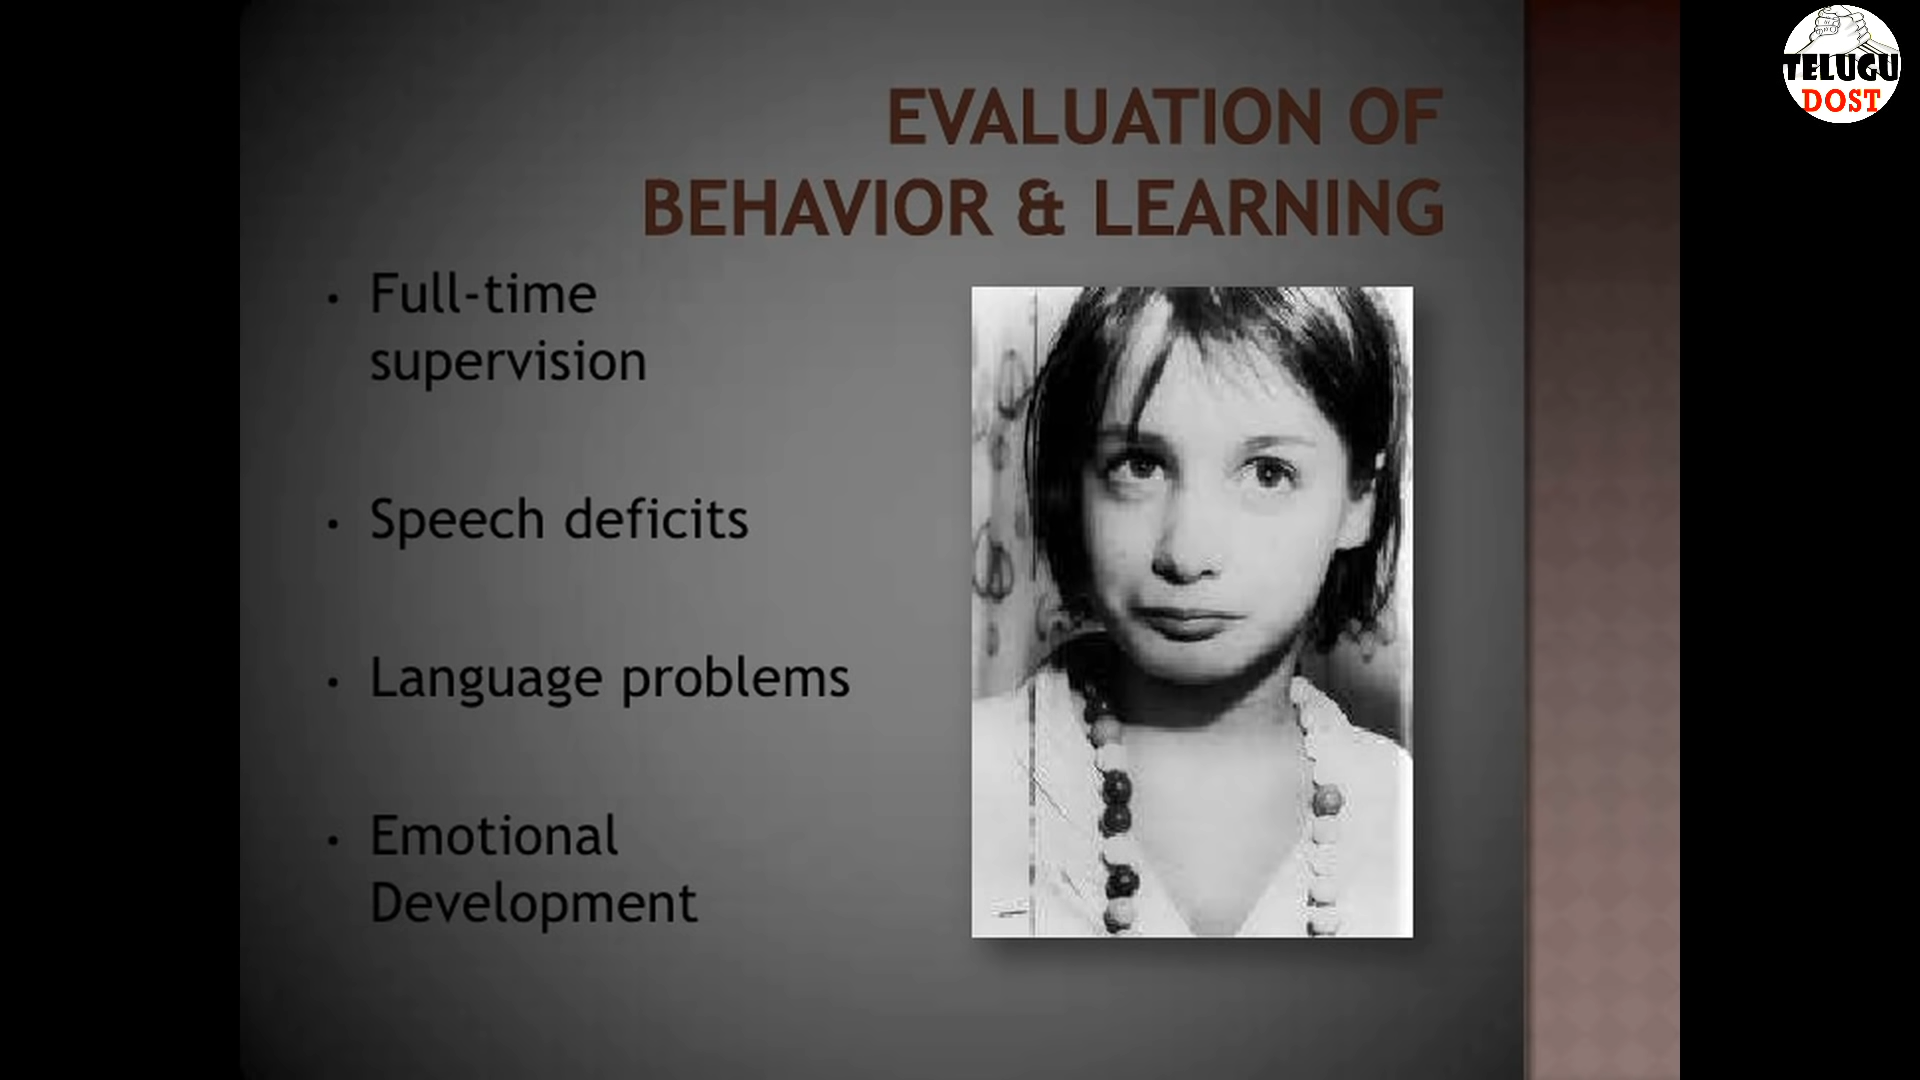 EVALUATION OF
BEHAVIOR & LEARNING
• Full-time
supervision
• Speech deficits
• Language problems
• Emotional
Development
TELUGU
DOST